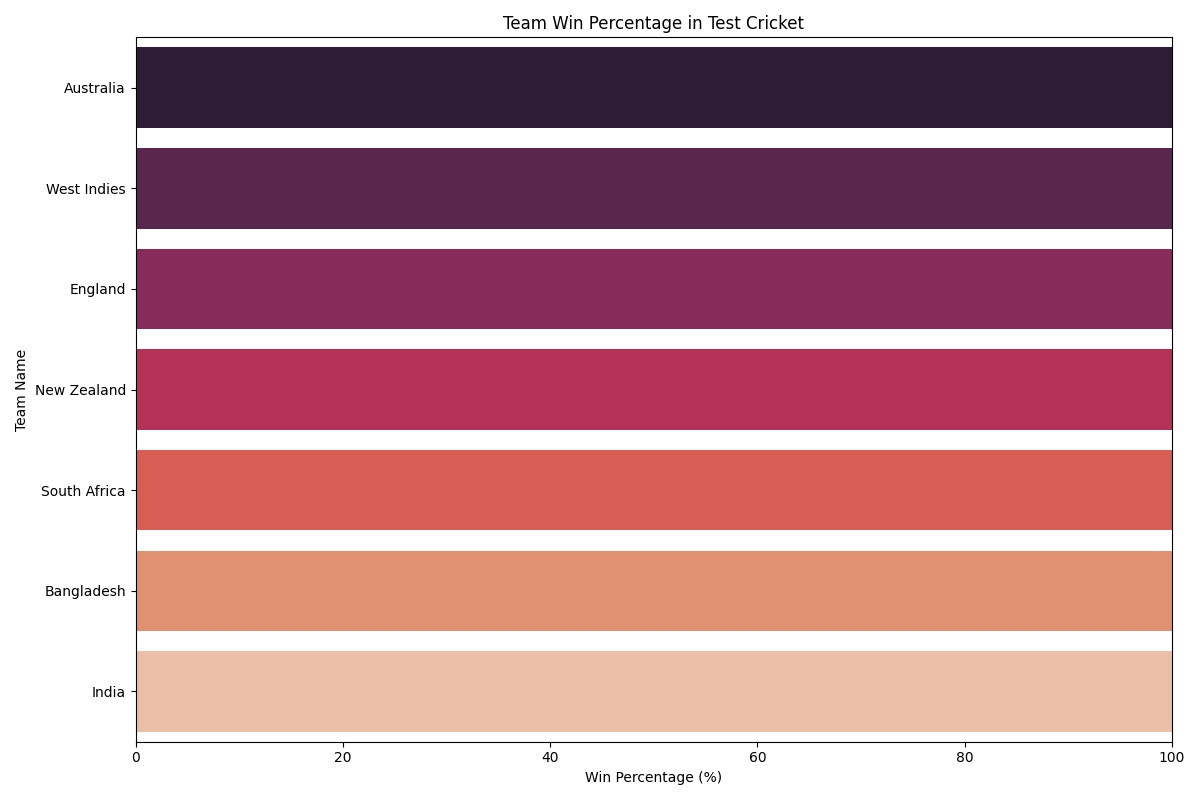 Team Win Percentage in Test Cricket
Team Name
Australia
West Indies
England
New Zealand
South Africa
Bangladesh
India
0 20 40 60 80 100
Win Percentage (%)